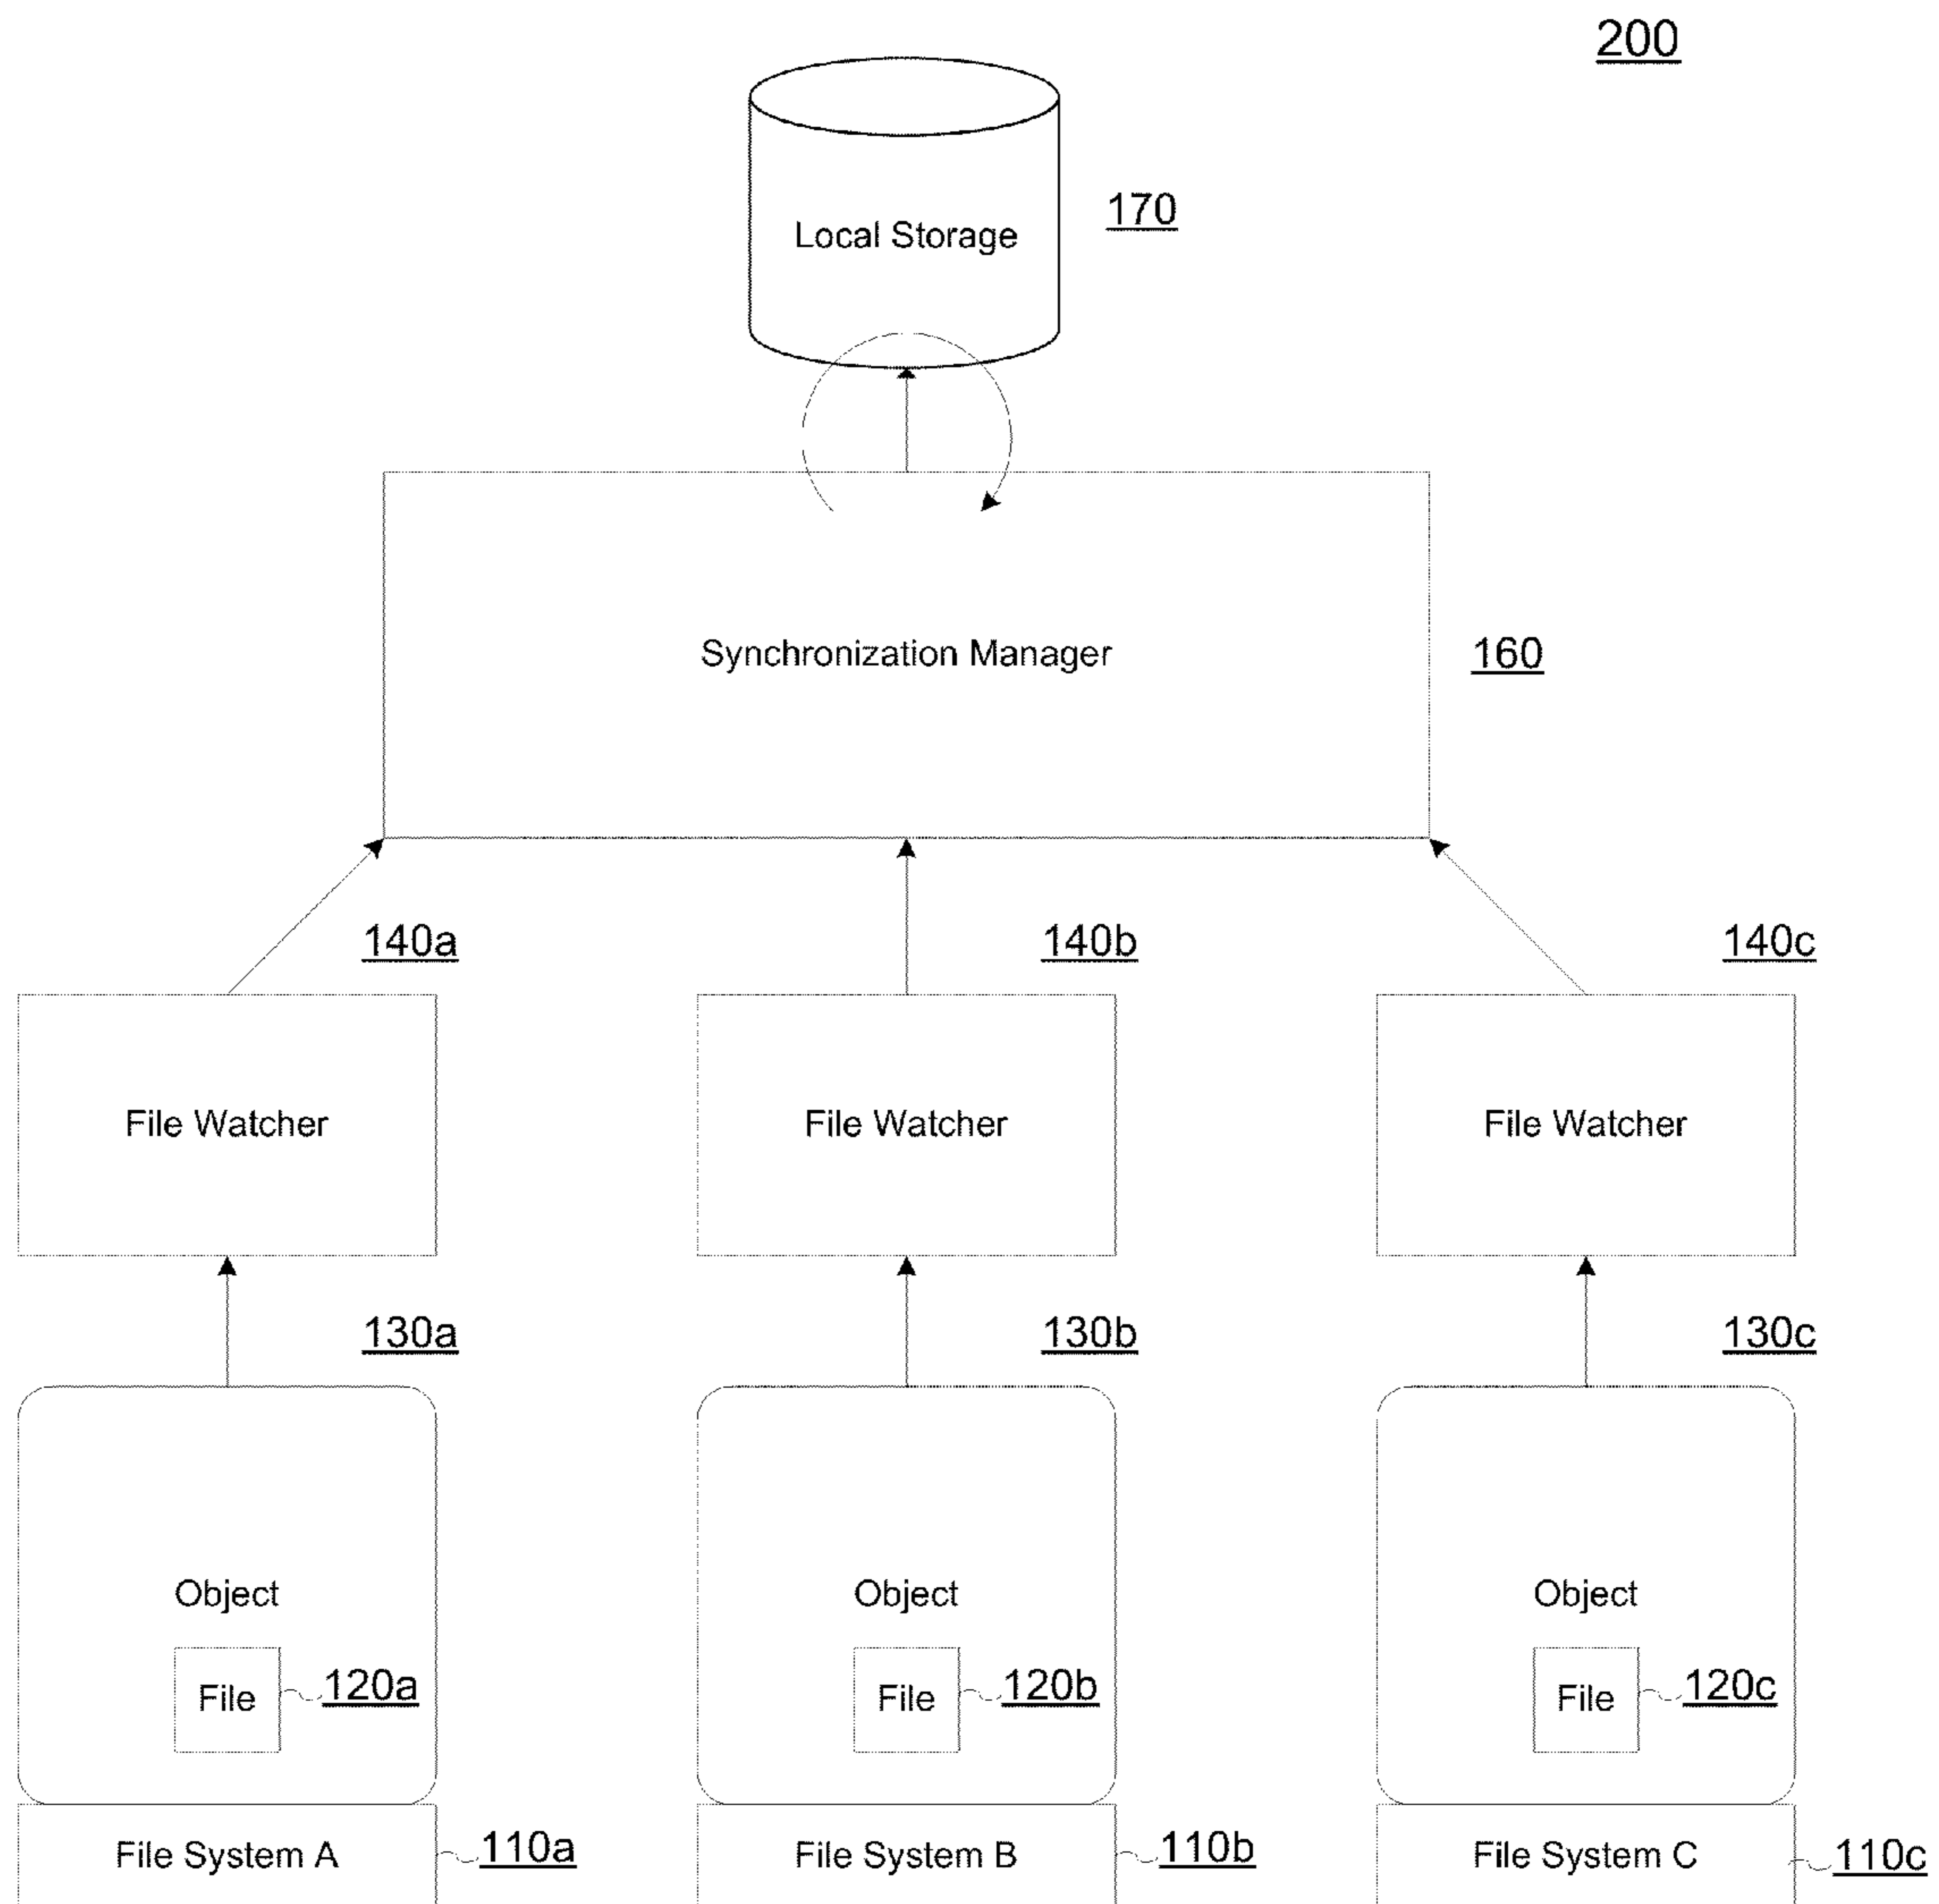 200
170
Local Storage
Synchronization Manager
160
140a
140b
140c
File Watcher
File Watcher
File Watcher
130a
130b
130c
Object
Object
Object
File
120a
File
120b
File
120c
File System A
110a
File System B
110b
File System C
110c